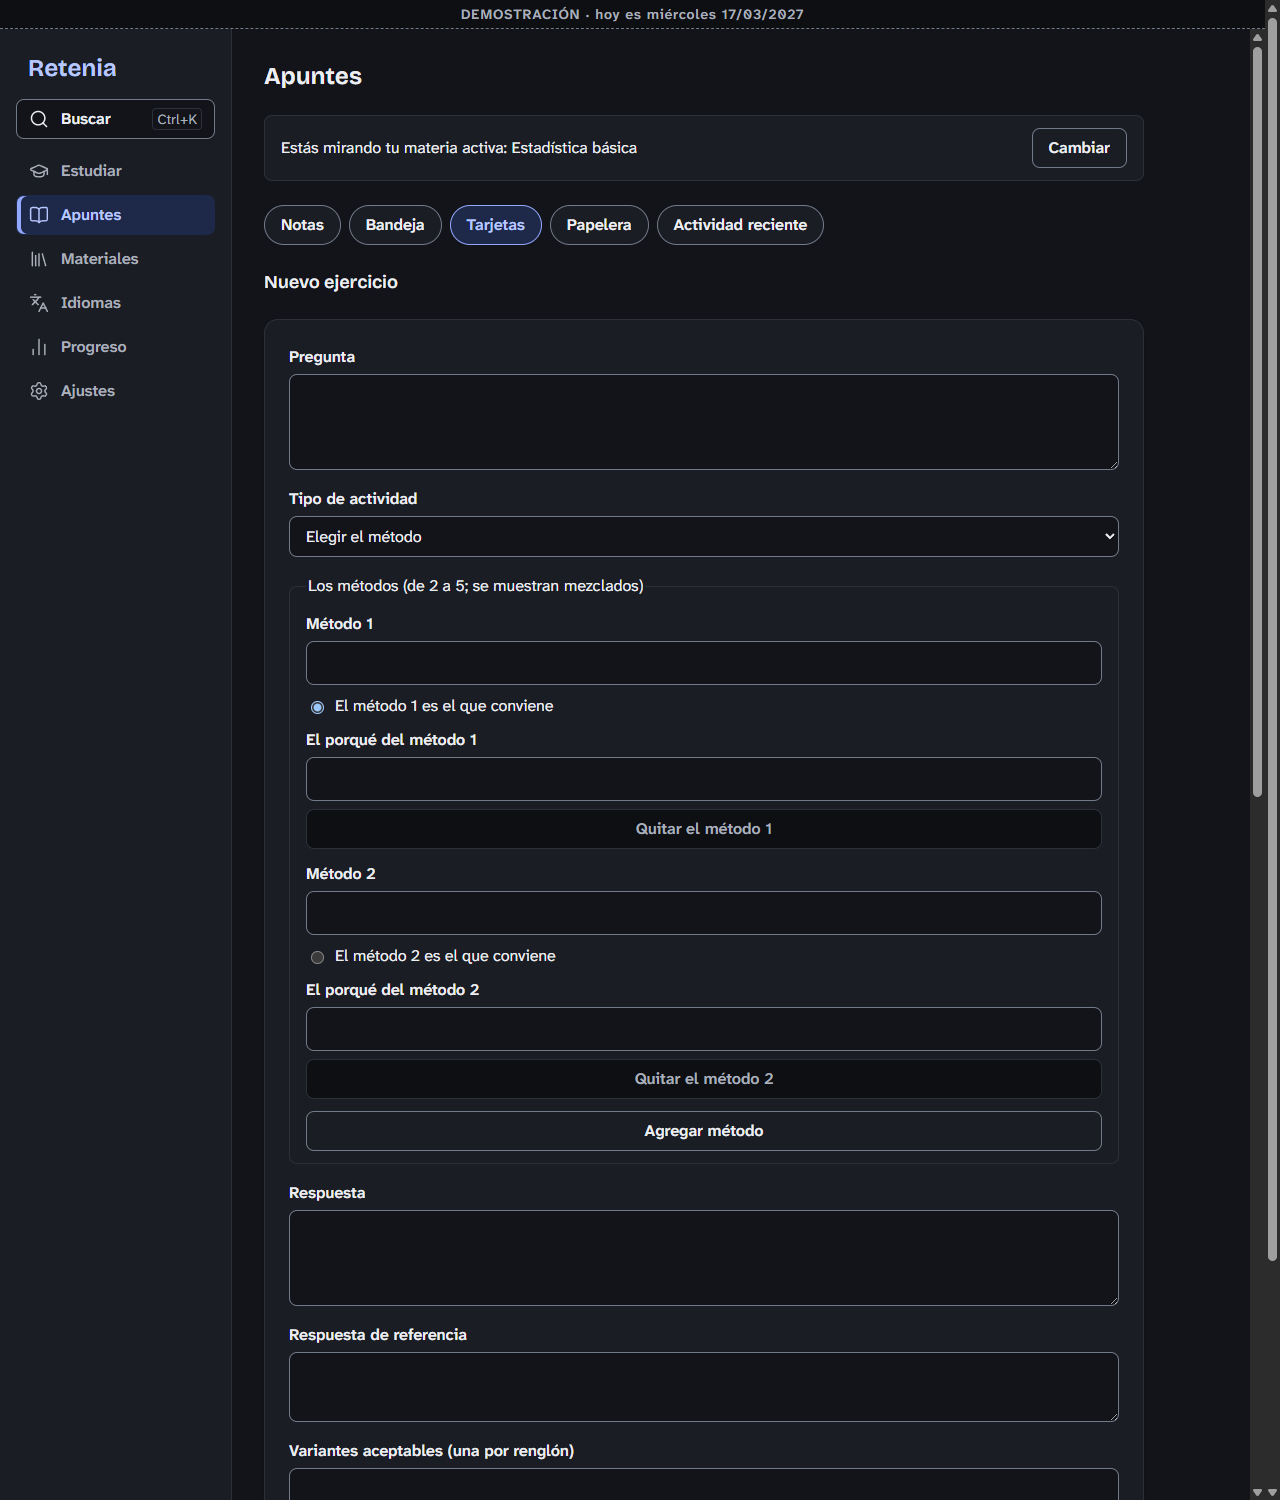 DEMOSTRACIÓN · hoy es miércoles 17/03/2027
Retenia
Buscar Ctrl+K
Estudiar
Apuntes
Materiales
Idiomas
Progreso
Ajustes
Apuntes
Estás mirando tu materia activa: Estadística básica
Cambiar
Notas Bandeja Tarjetas Papelera Actividad reciente
Nuevo ejercicio
Pregunta
Tipo de actividad
Elegir el método
Los métodos (de 2 a 5; se muestran mezclados)
Método 1
El método 1 es el que conviene
El porqué del método 1
Quitar el método 1
Método 2
El método 2 es el que conviene
El porqué del método 2
Quitar el método 2
Agregar método
Respuesta
Respuesta de referencia
Variantes aceptables (una por renglón)